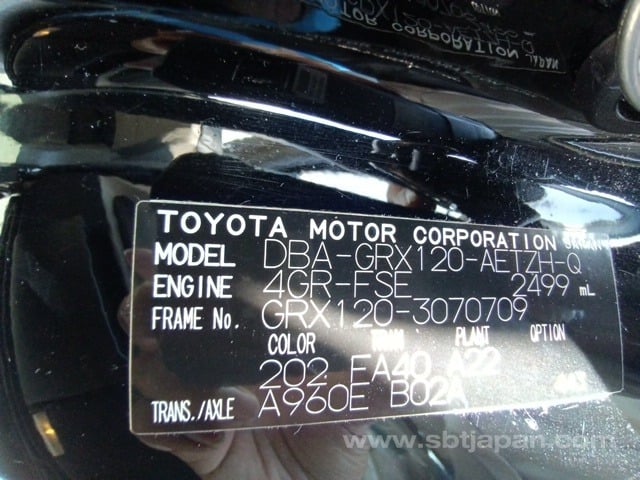 TOYOTA MOTOR CORPORATION JAPAN
MODEL DBA-GRX120-AETZH-Q
ENGINE 4GR-FSE 2499 mL
FRAME No. GRX120-3070709
COLOR TRIM PLANT OPTION
202 FA40 A22
TRANS./AXLE A960E B02A
www.sbtjapan.com